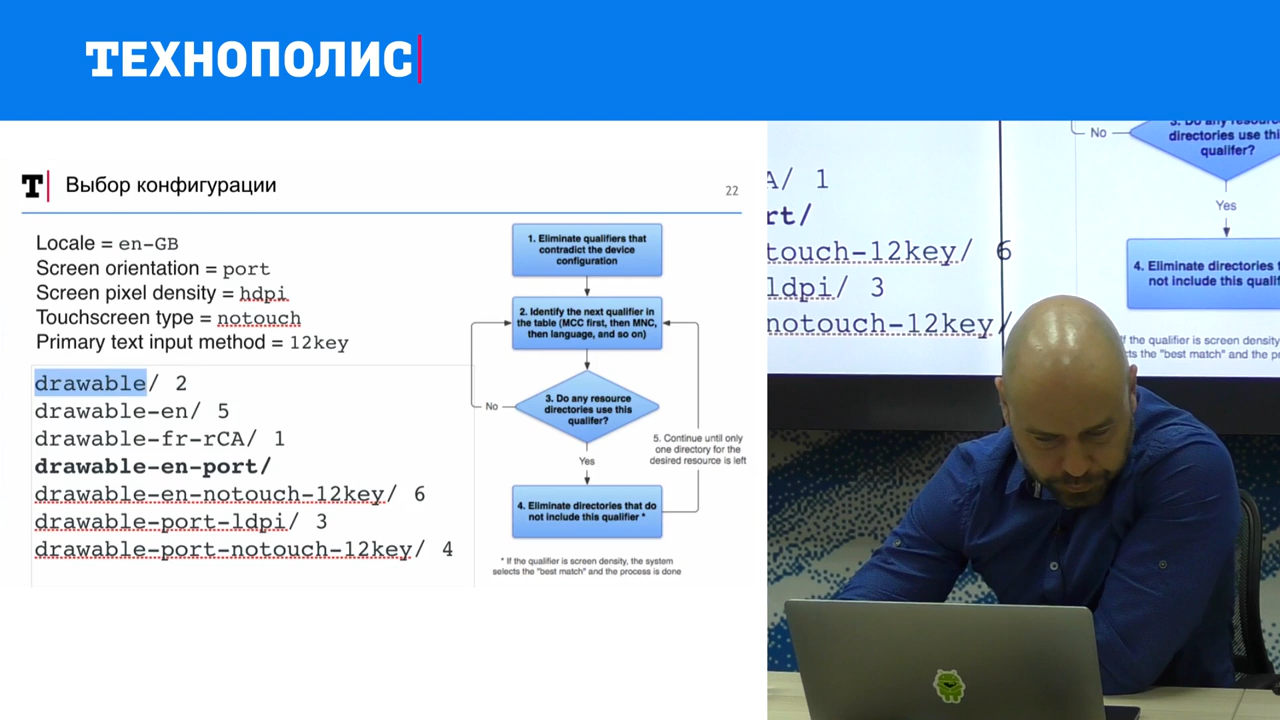 ТЕХНОПОЛИС
T Выбор конфигурации
22
Locale = en-GB
Screen orientation = port
Screen pixel density = hdpi
Touchscreen type = notouch
Primary text input method = 12key
drawable/ 2
drawable-en/ 5
drawable-fr-rCA/ 1
drawable-en-port/
drawable-en-notouch-12key/ 6
drawable-port-ldpi/ 3
drawable-port-notouch-12key/ 4
1. Eliminate qualifiers that
contradict the device
configuration
2. Identify the next qualifier in
the table (MCC first, then MNC,
then language, and so on)
3. Do any resource
directories use this
qualifer?
No
Yes
5. Continue until only
one directory for the
desired resource is left
4. Eliminate directories that do
not include this qualifier *
* If the qualifier is screen density, the system
selects the "best match" and the process is done
A/ 1
rt/
touch-12key/ 6
ldpi/ 3
notouch-12key/
No
3. Do any resource
directories use thi
qualifer?
Yes
4. Eliminate directories t
not include this qualif
f the qualifier is screen density
ts the "best match" and the pr